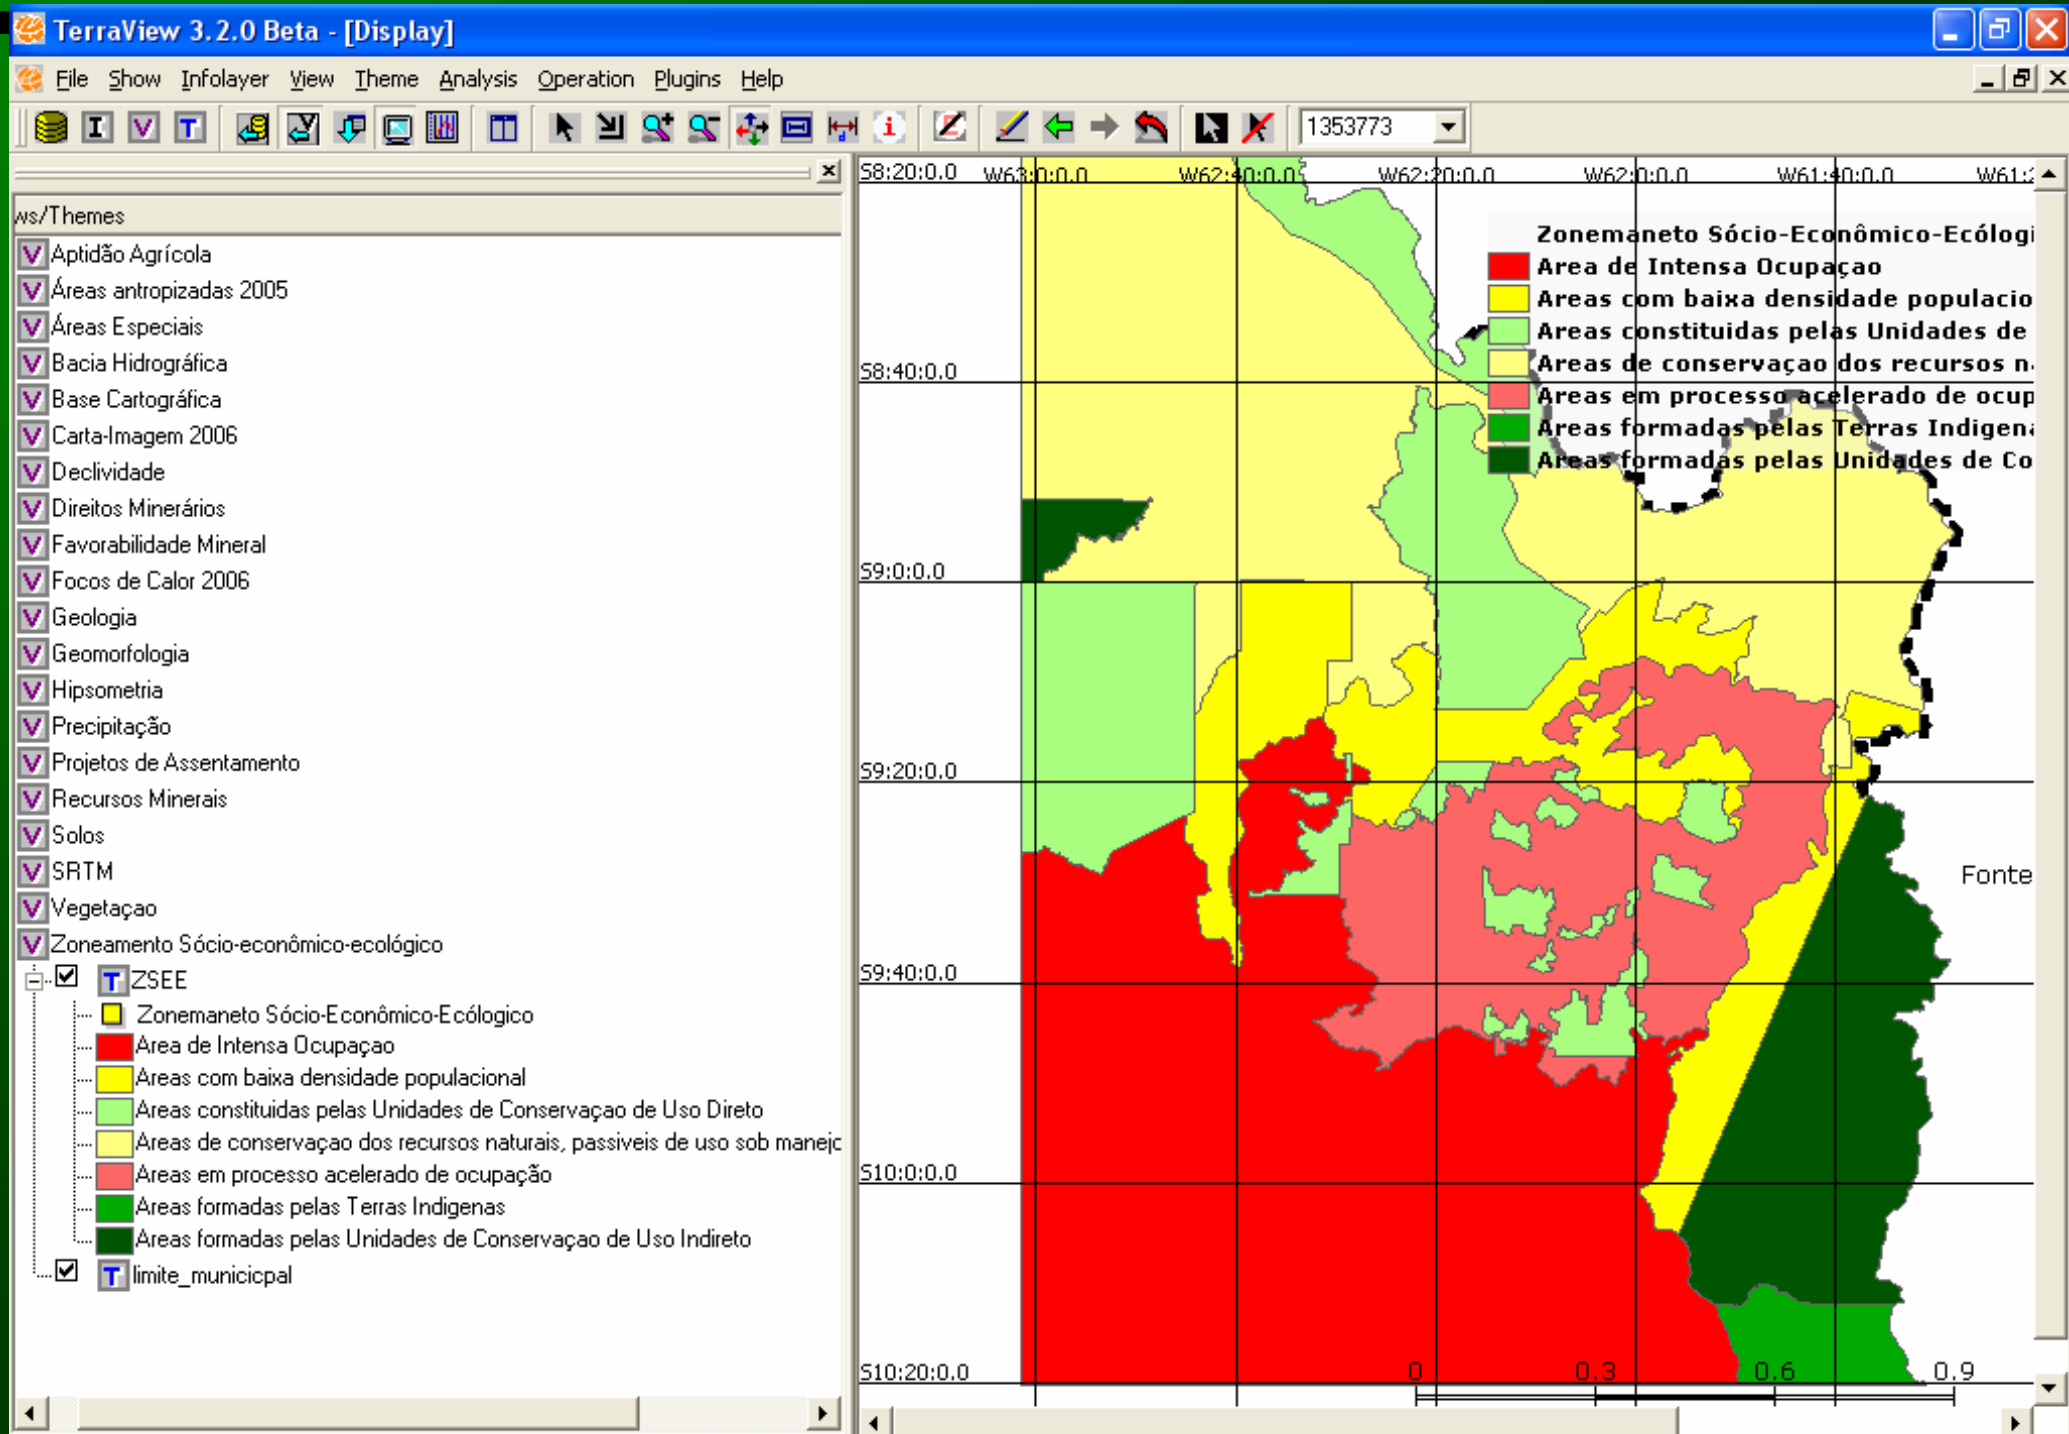 TerraView 3.2.0 Beta - [Display]
File Show Infolayer View Theme Analysis Operation Plugins Help
I V T 1353773
ws/Themes
Aptidão Agrícola
Áreas antropizadas 2005
Áreas Especiais
Bacia Hidrográfica
Base Cartográfica
Carta-Imagem 2006
Declividade
Direitos Minerários
Favorabilidade Mineral
Focos de Calor 2006
Geologia
Geomorfologia
Hipsometria
Precipitação
Projetos de Assentamento
Recursos Minerais
Solos
SRTM
Vegetaçao
Zoneamento Sócio-econômico-ecológico
ZSEE
Zonemaneto Sócio-Econômico-Ecólogico
Area de Intensa Ocupaçao
Areas com baixa densidade populacional
Areas constituidas pelas Unidades de Conservaçao de Uso Direto
Areas de conservaçao dos recursos naturais, passiveis de uso sob manejo
Areas em processo acelerado de ocupação
Areas formadas pelas Terras Indigenas
Areas formadas pelas Unidades de Conservaçao de Uso Indireto
limite_municicpal
W63:0:0.0 W62:40:0.0 W62:20:0.0 W62:0:0.0 W61:40:0.0 W61:2
S8:20:0.0
S8:40:0.0
S9:0:0.0
S9:20:0.0
S9:40:0.0
S10:0:0.0
S10:20:0.0
Zonemaneto Sócio-Econômico-Ecólogi
Area de Intensa Ocupaçao
Areas com baixa densidade populacio
Areas constituidas pelas Unidades de
Areas de conservaçao dos recursos n
Areas em processo acelerado de ocup
Areas formadas pelas Terras Indigena
Areas formadas pelas Unidades de Co
Fonte
0 0.3 0.6 0.9